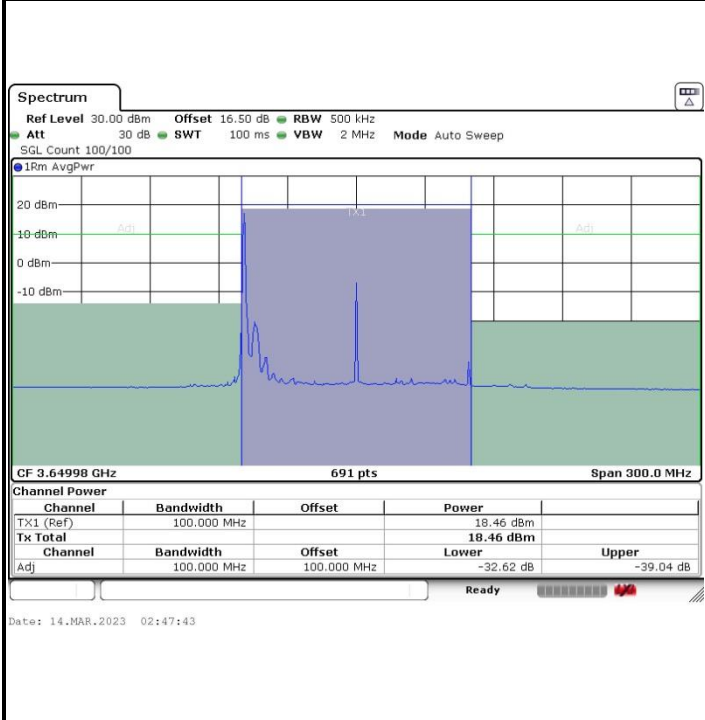 Spectrum
Ref Level 30.00 dBm Offset 16.50 dB RBW 500 kHz
Att 30 dB SWT 100 ms VBW 2 MHz Mode Auto Sweep
SGL Count 100/100
1Rm AvgPwr
20 dBm
TX1
Adj Adj
10 dBm
0 dBm
-10 dBm
CF 3.64998 GHz 691 pts Span 300.0 MHz
Channel Power
Channel Bandwidth Offset Power
TX1 (Ref) 100.000 MHz 18.46 dBm
Tx Total 18.46 dBm
Channel Bandwidth Offset Lower Upper
Adj 100.000 MHz 100.000 MHz -32.62 dB -39.04 dB
Ready
Date: 14.MAR.2023 02:47:43